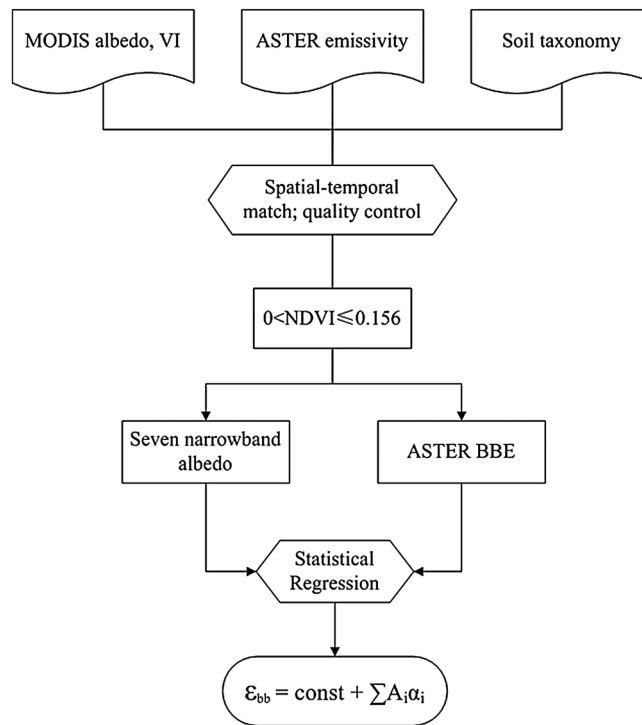 MODIS albedo, VI
ASTER emissivity
Soil taxonomy
Spatial-temporal
match; quality control
0<NDVI≤0.156
Seven narrowband
albedo
ASTER BBE
Statistical
Regression
Ɛbb = const + ∑Aiαi